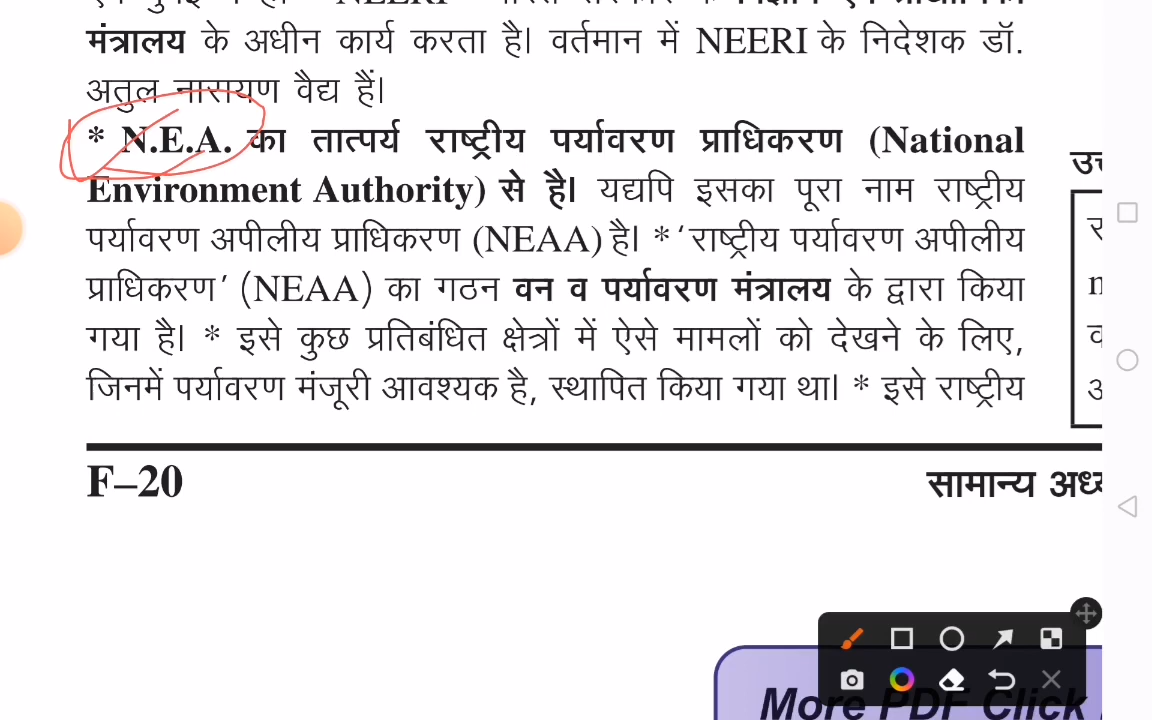 मंत्रालय के अधीन कार्य करता है। वर्तमान में NEERI के निदेशक डॉ.
अतुल नारायण वैद्य हैं।
* N.E.A. का तात्पर्य राष्ट्रीय पर्यावरण प्राधिकरण (National
Environment Authority) से है। यद्यपि इसका पूरा नाम राष्ट्रीय
पर्यावरण अपीलीय प्राधिकरण (NEAA) है। * ‘राष्ट्रीय पर्यावरण अपीलीय
प्राधिकरण’ (NEAA) का गठन वन व पर्यावरण मंत्रालय के द्वारा किया
गया है। * इसे कुछ प्रतिबंधित क्षेत्रों में ऐसे मामलों को देखने के लिए,
जिनमें पर्यावरण मंजूरी आवश्यक है, स्थापित किया गया था। * इसे राष्ट्रीय
F–20
सामान्य
More PDF Click